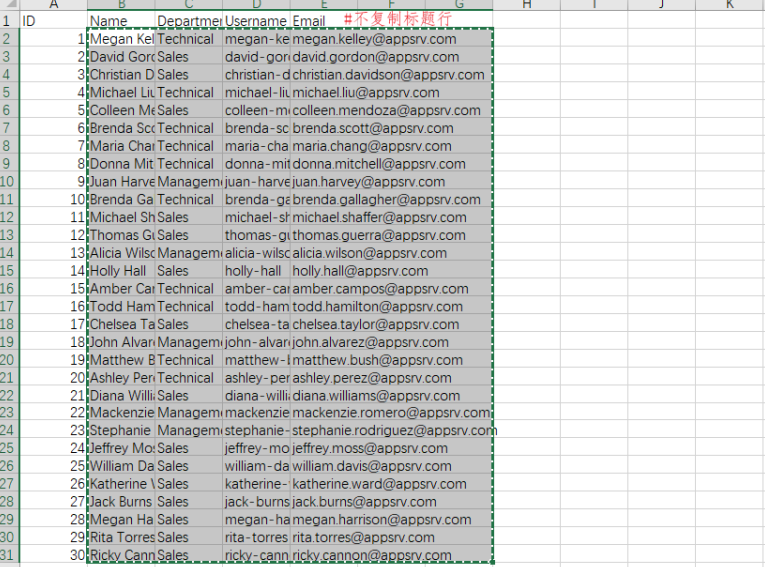 A B C D E F G H I J K
1 ID Name Departmer Username Email #不复制标题行
2 1 Megan Kel Technical megan-ke megan.kelley@appsrv.com
3 2 David Gord Sales david-gor david.gordon@appsrv.com
4 3 Christian D Sales christian-d christian.davidson@appsrv.com
5 4 Michael Liu Technical michael-liu michael.liu@appsrv.com
6 5 Colleen Me Sales colleen-m colleen.mendoza@appsrv.com
7 6 Brenda Sco Technical brenda-sc brenda.scott@appsrv.com
8 7 Maria Char Technical maria-cha maria.chang@appsrv.com
9 8 Donna Mit Technical donna-mit donna.mitchell@appsrv.com
10 9 Juan Harve Managem juan-harve juan.harvey@appsrv.com
11 10 Brenda Ga Technical brenda-ga brenda.gallagher@appsrv.com
12 11 Michael Sh Sales michael-sh michael.shaffer@appsrv.com
13 12 Thomas Gu Sales thomas-gu thomas.guerra@appsrv.com
14 13 Alicia Wilso Managem alicia-wilso alicia.wilson@appsrv.com
15 14 Holly Hall Sales holly-hall holly.hall@appsrv.com
16 15 Amber Car Technical amber-car amber.campos@appsrv.com
17 16 Todd Ham Technical todd-ham todd.hamilton@appsrv.com
18 17 Chelsea Ta Sales chelsea-ta chelsea.taylor@appsrv.com
19 18 John Alvar Managem john-alvar john.alvarez@appsrv.com
20 19 Matthew B Technical matthew-b matthew.bush@appsrv.com
21 20 Ashley Per Technical ashley-per ashley.perez@appsrv.com
22 21 Diana Willi Sales diana-willi diana.williams@appsrv.com
23 22 Mackenzie Managem mackenzie mackenzie.romero@appsrv.com
24 23 Stephanie Managem stephanie- stephanie.rodriguez@appsrv.com
25 24 Jeffrey Mos Sales jeffrey-mo jeffrey.moss@appsrv.com
26 25 William Da Sales william-da william.davis@appsrv.com
27 26 Katherine W Sales katherine- katherine.ward@appsrv.com
28 27 Jack Burns Sales jack-burns jack.burns@appsrv.com
29 28 Megan Ha Sales megan-ha megan.harrison@appsrv.com
30 29 Rita Torres Sales rita-torres rita.torres@appsrv.com
31 30 Ricky Cann Sales ricky-cann ricky.cannon@appsrv.com